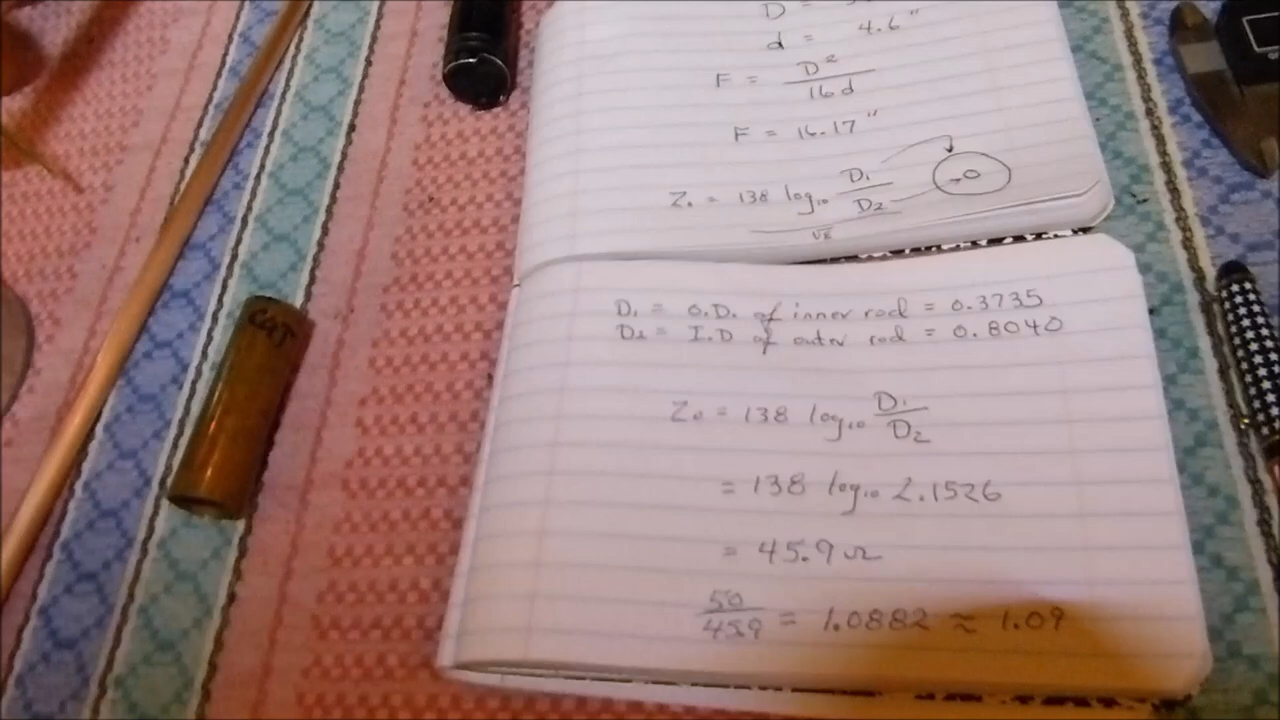 D =
d = 4.6"
F = D² / 16d
F = 16.17"
Z₀ = 138 log₁₀ D₁ / D₂
√ε
D₁ = O.D. of inner rod = 0.3735
D₂ = I.D of outer rod = 0.8040
Z₀ = 138 log₁₀ D₁ / D₂
= 138 log₁₀ 2.1526
= 45.9 Ω
50 / 45.9 = 1.0882 ≈ 1.09